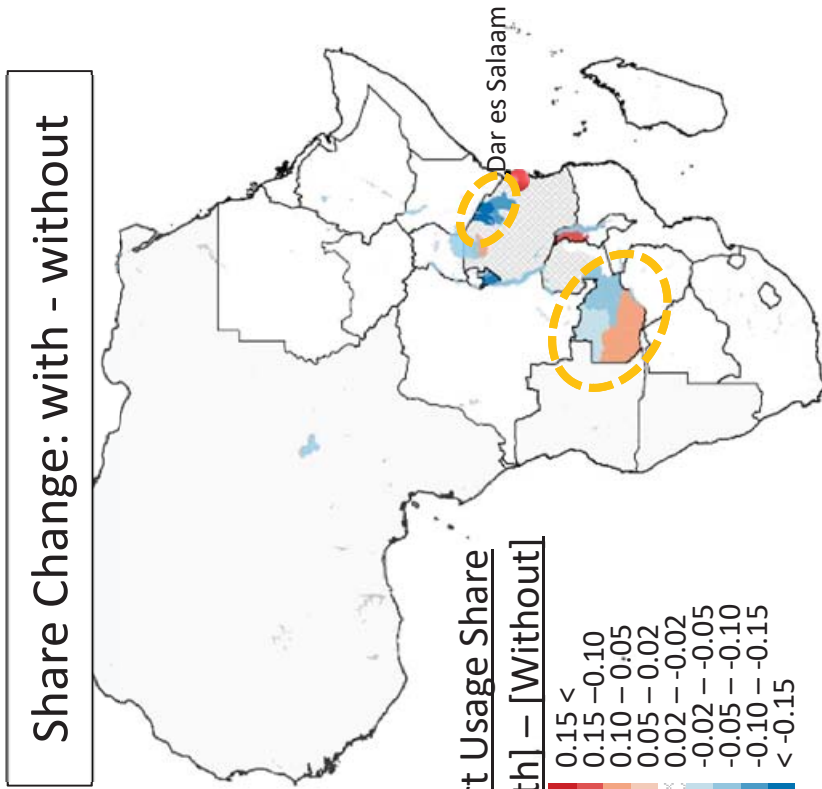 Share Change: with - without
Dar es Salaam
rt Usage Share
th] – [Without]
0.15 <
0.15 –0.10
0.10 – 0.05
0.05 – 0.02
0.02 – -0.02
-0.02 – -0.05
-0.05 – -0.10
-0.10 – -0.15
< -0.15